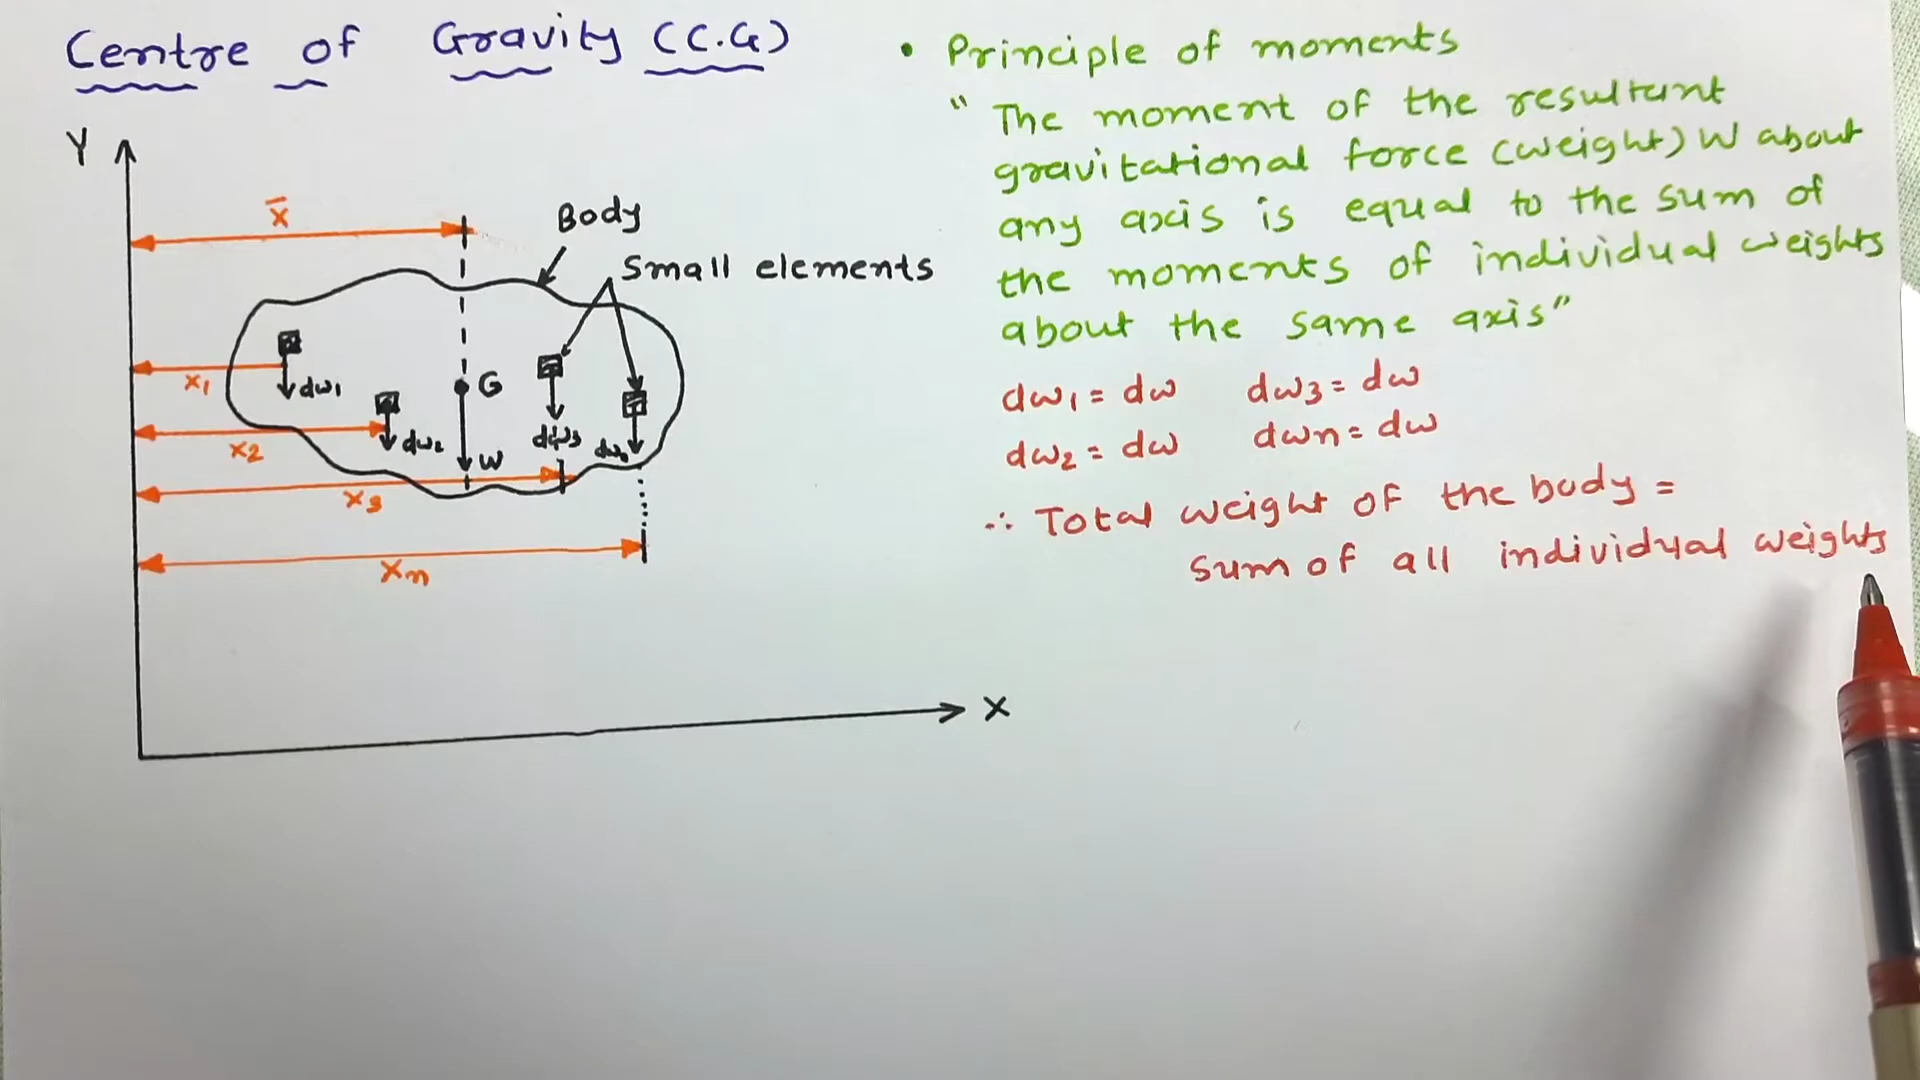 Centre of Gravity (C.G)
Y
x̄
Body
Small elements
x1
dw1
G
x2
dw2
W
dw3
dwn
x3
xn
X
• Principle of moments
“ The moment of the resultant
gravitational force (weight) W about
any axis is equal to the sum of
the moments of individual weights
about the same axis”
dw1 = dw dw3 = dw
dw2 = dw dwn = dw
∴ Total weight of the body =
Sum of all individual weights